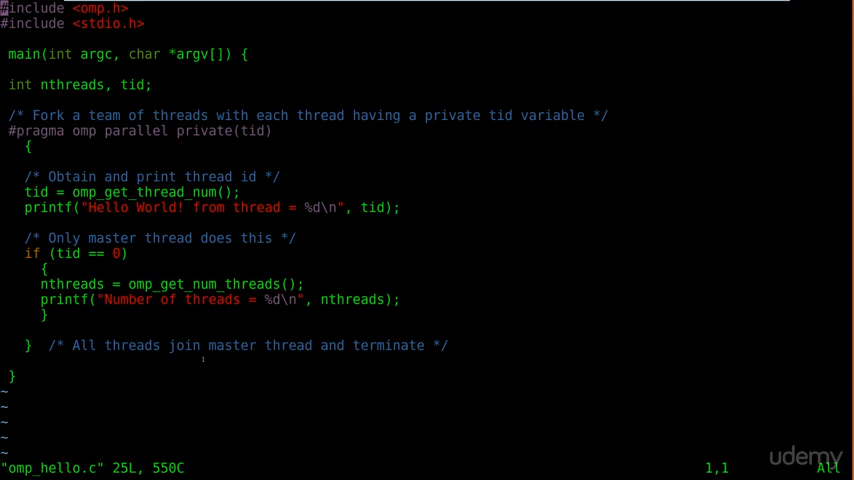 #include <omp.h>
#include <stdio.h>
main(int argc, char *argv[]) {
int nthreads, tid;
/* Fork a team of threads with each thread having a private tid variable */
#pragma omp parallel private(tid)
{
/* Obtain and print thread id */
tid = omp_get_thread_num();
printf("Hello World! from thread = %d\n", tid);
/* Only master thread does this */
if (tid == 0)
{
nthreads = omp_get_num_threads();
printf("Number of threads = %d\n", nthreads);
}
} /* All threads join master thread and terminate */
}
~
~
~
~
~
"omp_hello.c" 25L, 550C 1,1 All
udemy